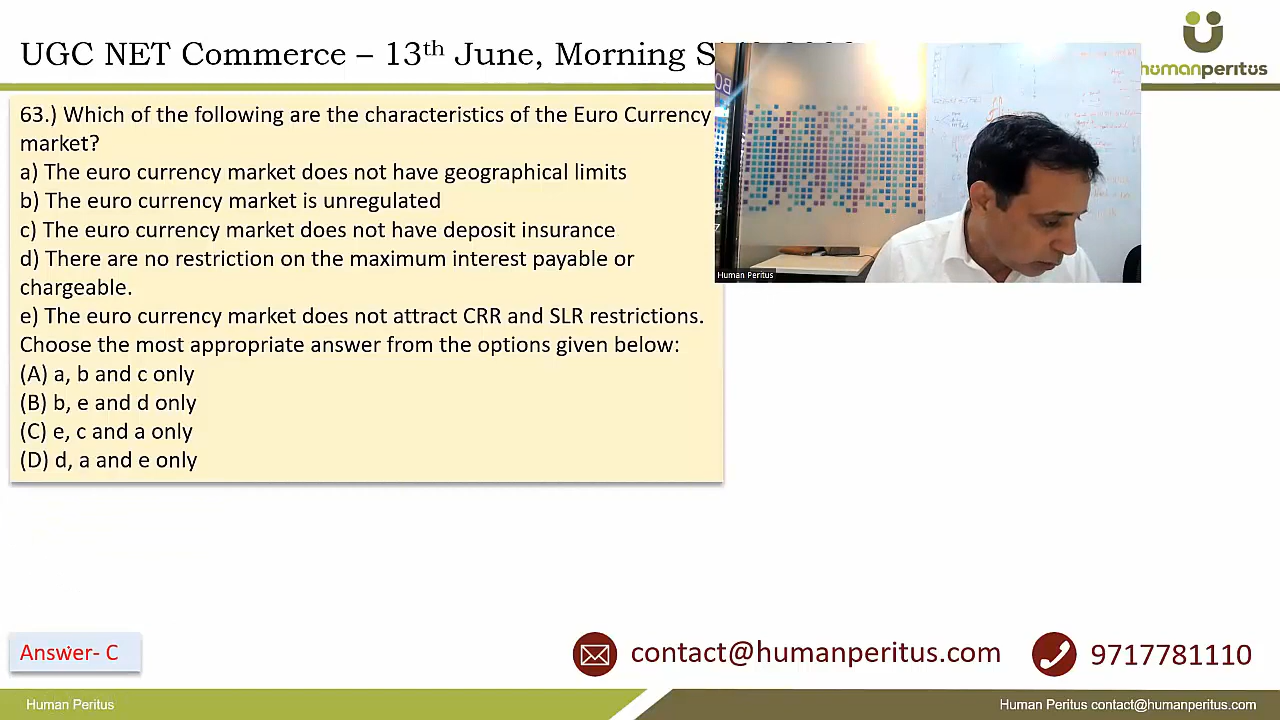 UGC NET Commerce – 13th June, Morning
humanperitus
63.) Which of the following are the characteristics of the Euro Currency
market?
a) The euro currency market does not have geographical limits
b) The euro currency market is unregulated
c) The euro currency market does not have deposit insurance
d) There are no restriction on the maximum interest payable or
chargeable.
e) The euro currency market does not attract CRR and SLR restrictions.
Choose the most appropriate answer from the options given below:
(A) a, b and c only
(B) b, e and d only
(C) e, c and a only
(D) d, a and e only
Human Peritus
Answer- C
contact@humanperitus.com
9717781110
Human Peritus
Human Peritus contact@humanperitus.com